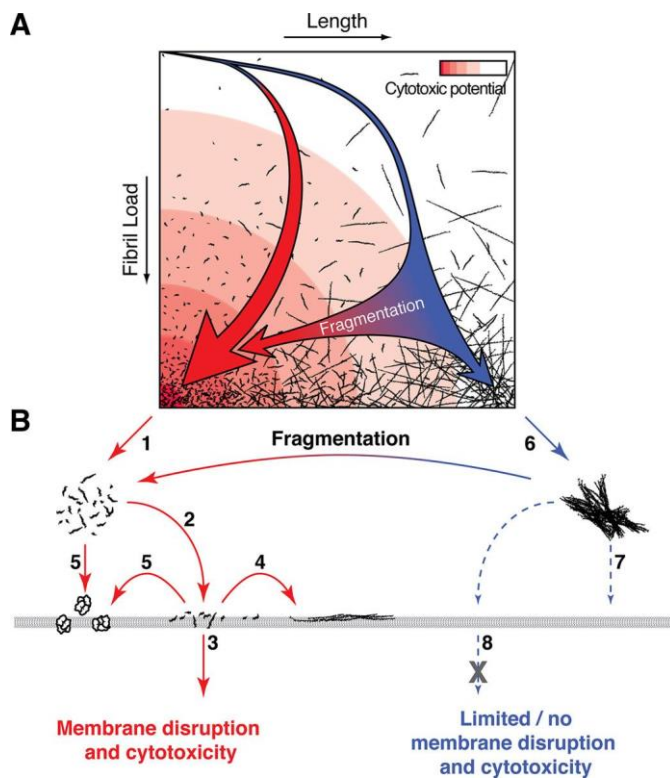 A
Length
Cytotoxic potential
Fibril Load
Fragmentation
B
1
Fragmentation
6
2
5
5
4
7
3
8
X
Membrane disruption
and cytotoxicity
Limited / no
membrane disruption
and cytotoxicity